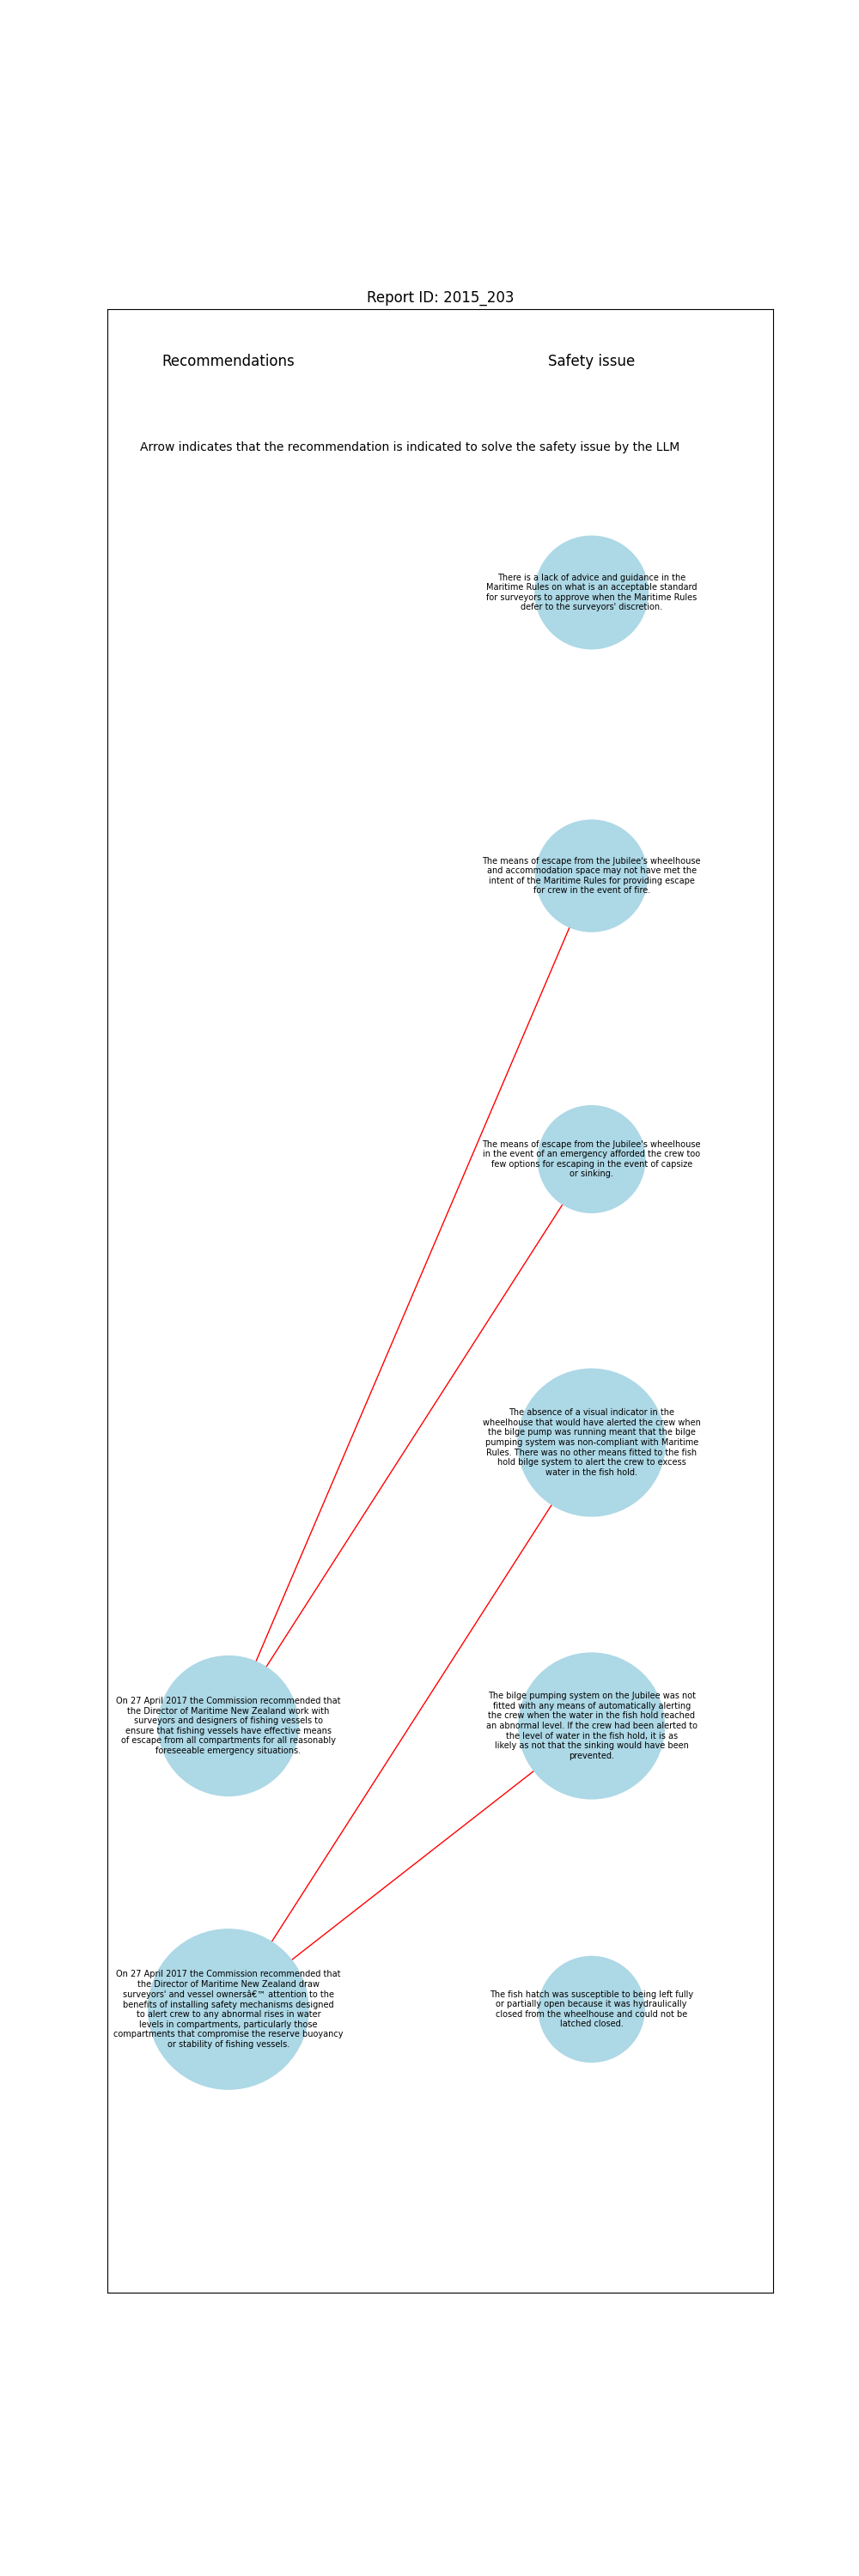 Report ID: 2015_203
Recommendations
Safety issue
Arrow indicates that the recommendation is indicated to solve the safety issue by the LLM
There is a lack of advice and guidance in the
Maritime Rules on what is an acceptable standard
for surveyors to approve when the Maritime Rules
defer to the surveyors' discretion.
The means of escape from the Jubilee's wheelhouse
and accommodation space may not have met the
intent of the Maritime Rules for providing escape
for crew in the event of fire.
The means of escape from the Jubilee's wheelhouse
in the event of an emergency afforded the crew too
few options for escaping in the event of capsize
or sinking.
The absence of a visual indicator in the
wheelhouse that would have alerted the crew when
the bilge pump was running meant that the bilge
pumping system was non-compliant with Maritime
Rules. There was no other means fitted to the fish
hold bilge system to alert the crew to excess
water in the fish hold.
On 27 April 2017 the Commission recommended that
the Director of Maritime New Zealand work with
surveyors and designers of fishing vessels to
ensure that fishing vessels have effective means
of escape from all compartments for all reasonably
foreseeable emergency situations.
The bilge pumping system on the Jubilee was not
fitted with any means of automatically alerting
the crew when the water in the fish hold reached
an abnormal level. If the crew had been alerted to
the level of water in the fish hold, it is as
likely as not that the sinking would have been
prevented.
On 27 April 2017 the Commission recommended that
the Director of Maritime New Zealand draw
surveyors' and vessel ownersâ€™ attention to the
benefits of installing safety mechanisms designed
to alert crew to any abnormal rises in water
levels in compartments, particularly those
compartments that compromise the reserve buoyancy
or stability of fishing vessels.
The fish hatch was susceptible to being left fully
or partially open because it was hydraulically
closed from the wheelhouse and could not be
latched closed.